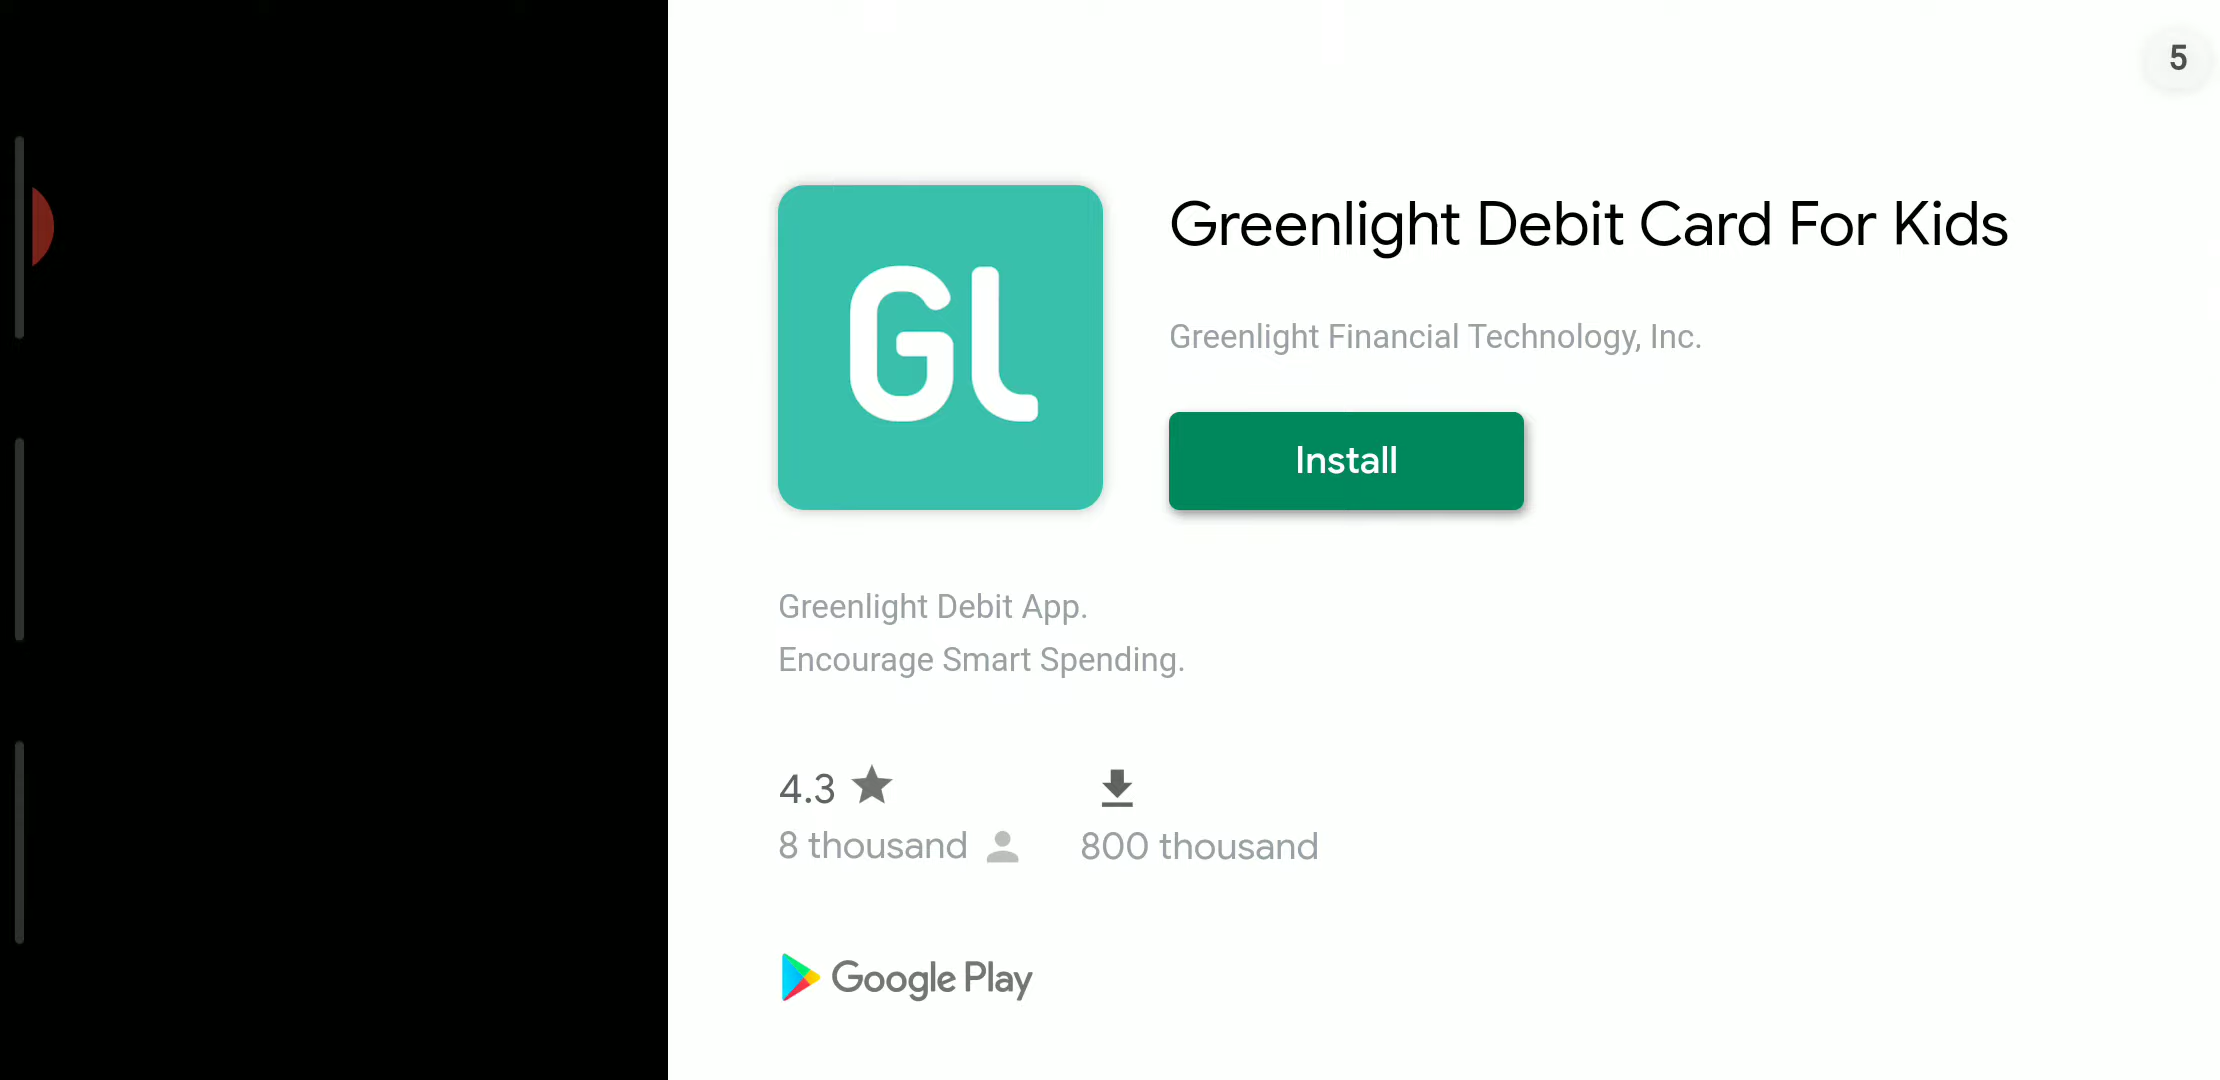 5
GL
Greenlight Debit Card For Kids
Greenlight Financial Technology, Inc.
Install
Greenlight Debit App.
Encourage Smart Spending.
4.3
8 thousand
800 thousand
Google Play